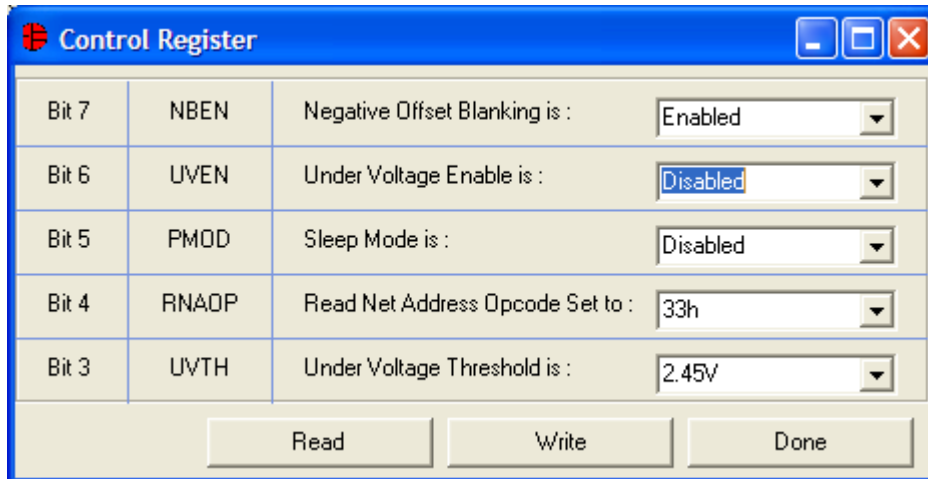 Control Register
Bit 7 NBEN Negative Offset Blanking is : Enabled
Bit 6 UVEN Under Voltage Enable is : Disabled
Bit 5 PMOD Sleep Mode is : Disabled
Bit 4 RNAOP Read Net Address Opcode Set to : 33h
Bit 3 UVTH Under Voltage Threshold is : 2.45V
Read Write Done